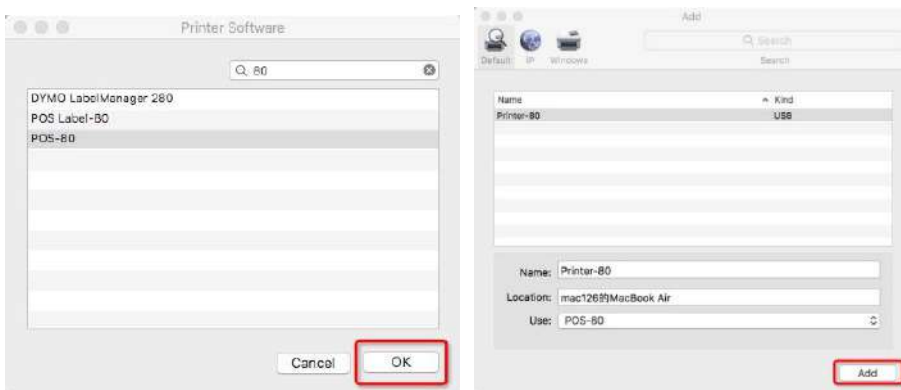 Printer Software
80
DYMO LabelManager 280
POS Label-80
POS-80
Cancel
OK
Add
Default
IP
Windows
Search
Search
Name
Kind
Printer-80
USB
Name: Printer-80
Location: mac126的MacBook Air
Use: POS-80
Add